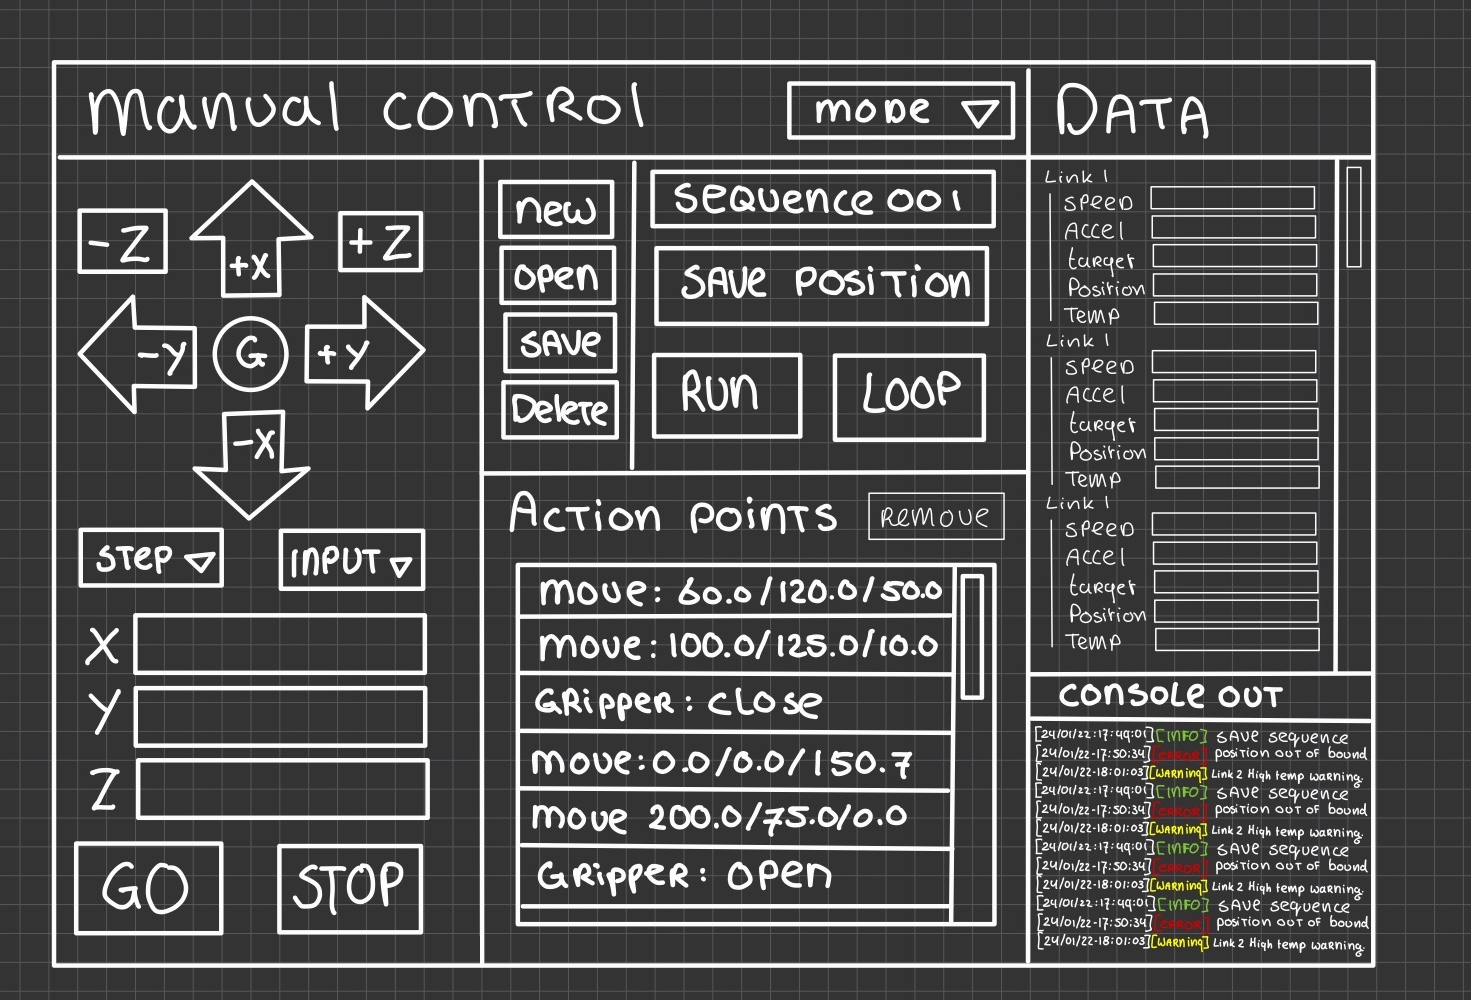 Manual control
mode
DATA
-Z
+X
+Z
-Y
G
+Y
-X
STEP
INPUT
X
Y
Z
GO
STOP
new
open
SAVE
Delete
SEQUENCE 001
SAVE POSITION
RUN
LOOP
Action points
Remove
move: 60.0/120.0/50.0
move: 100.0/125.0/10.0
GRipper: CLOSE
move:0.0/0.0/150.7
move 200.0/75.0/0.0
GRipper: open
Link 1
SPEED
Accel
target
Position
Temp
Link 1
SPEED
Accel
target
Position
Temp
Link 1
SPEED
Accel
target
Position
Temp
CONSOLE OUT
[24/01/22:17:49:01] [INFO] SAVE sequence
[24/01/22-17:50:34] [ERROR] position out of bound
[24/01/22-18:01:03] [WARNING] Link 2 High temp warning.
[24/01/22:17:49:01] [INFO] SAVE sequence
[24/01/22-17:50:34] [ERROR] position out of bound
[24/01/22-18:01:03] [WARNING] Link 2 High temp warning.
[24/01/22:17:49:01] [INFO] SAVE sequence
[24/01/22-17:50:34] [ERROR] position out of bound
[24/01/22-18:01:03] [WARNING] Link 2 High temp warning.
[24/01/22:17:49:01] [INFO] SAVE sequence
[24/01/22-17:50:34] [ERROR] position out of bound
[24/01/22-18:01:03] [WARNING] Link 2 High temp warning.